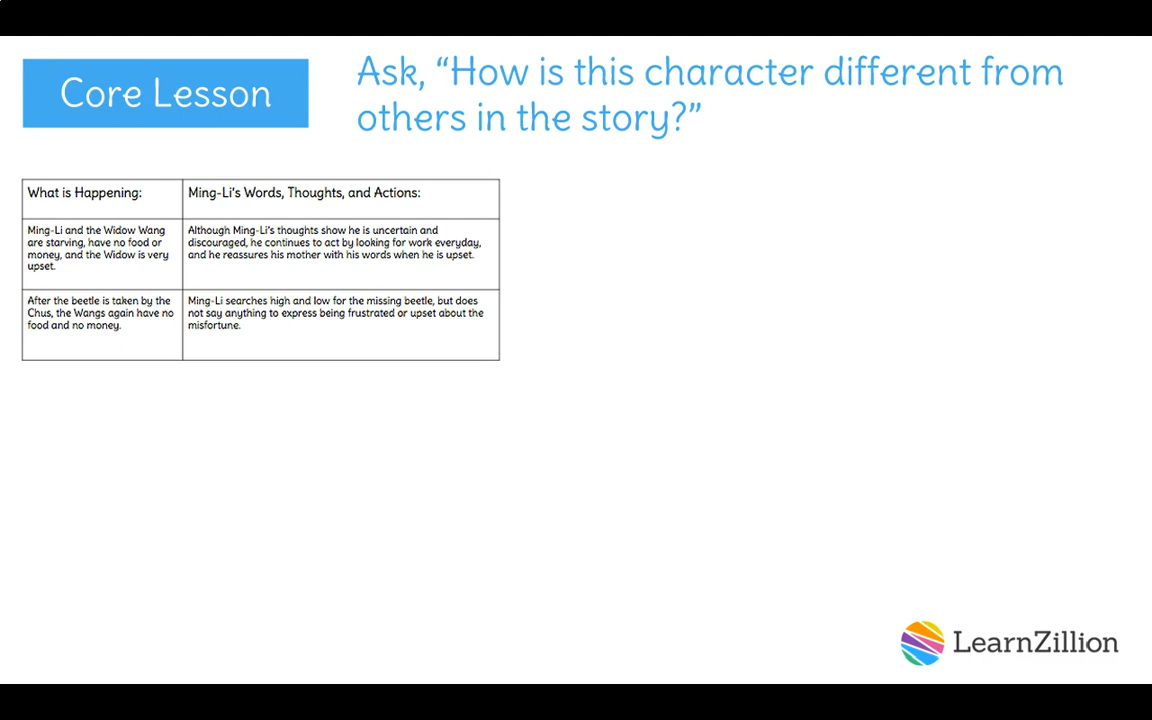 Core Lesson
Ask, “How is this character different from
others in the story?”
What is Happening:
Ming-Li’s Words, Thoughts, and Actions:
Ming-Li and the Widow Wang
are starving, have no food or
money, and the Widow is very
upset.
Although Ming-Li’s thoughts show he is uncertain and
discouraged, he continues to act by looking for work everyday,
and he reassures his mother with his words when he is upset.
After the beetle is taken by the
Chus, the Wangs again have no
food and no money.
Ming-Li searches high and low for the missing beetle, but does
not say anything to express being frustrated or upset about the
misfortune.
LearnZillion